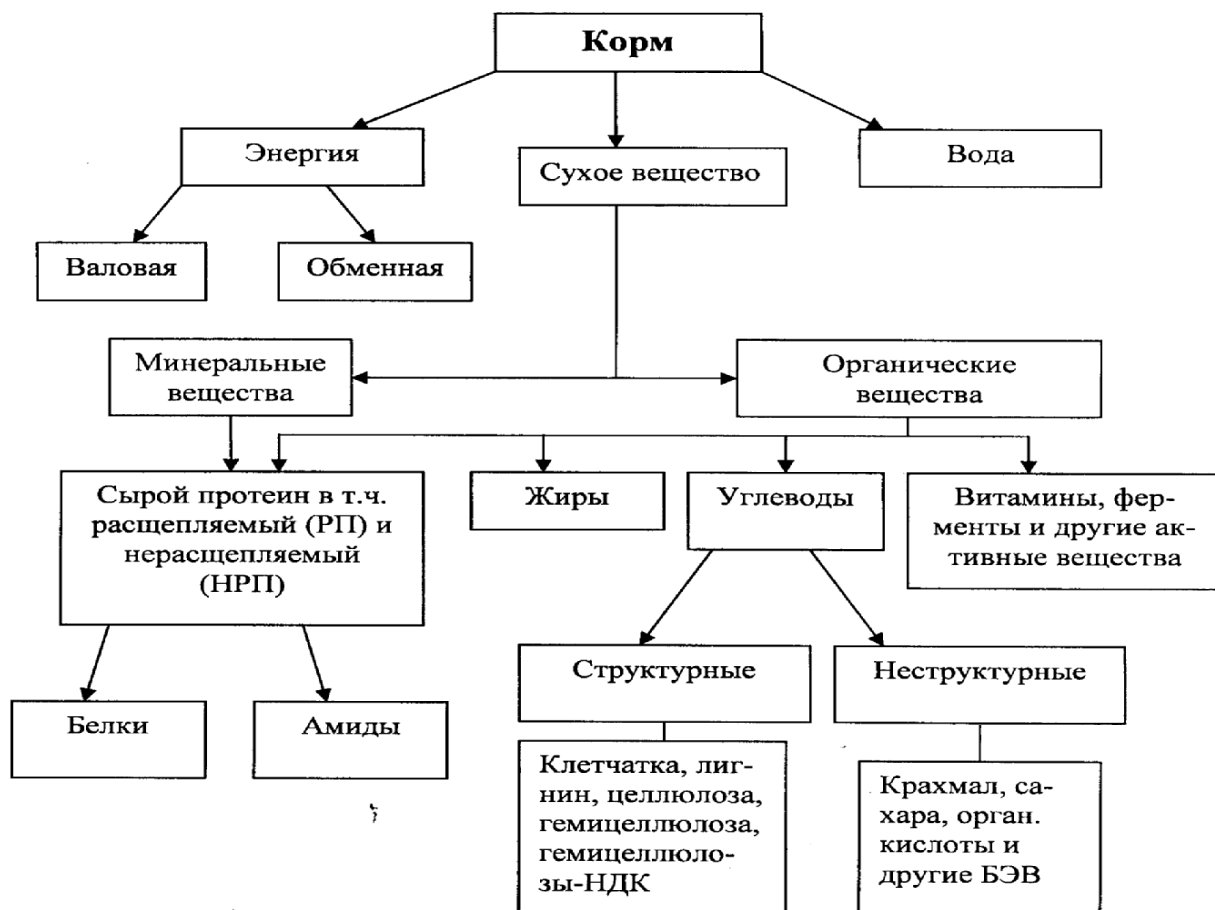 Корм
Энергия
Сухое вещество
Вода
Валовая
Обменная
Минеральные
вещества
Органические
вещества
Сырой протеин в т.ч.
расщепляемый (РП) и
нерасщепляемый
(НРП)
Жиры
Углеводы
Витамины, фер-
менты и другие ак-
тивные вещества
Структурные
Неструктурные
Белки
Амиды
Клетчатка, лиг-
нин, целлюлоза,
гемицеллюлоза,
гемицеллюло-
зы-НДК
Крахмал, са-
хара, орган.
кислоты и
другие БЭВ